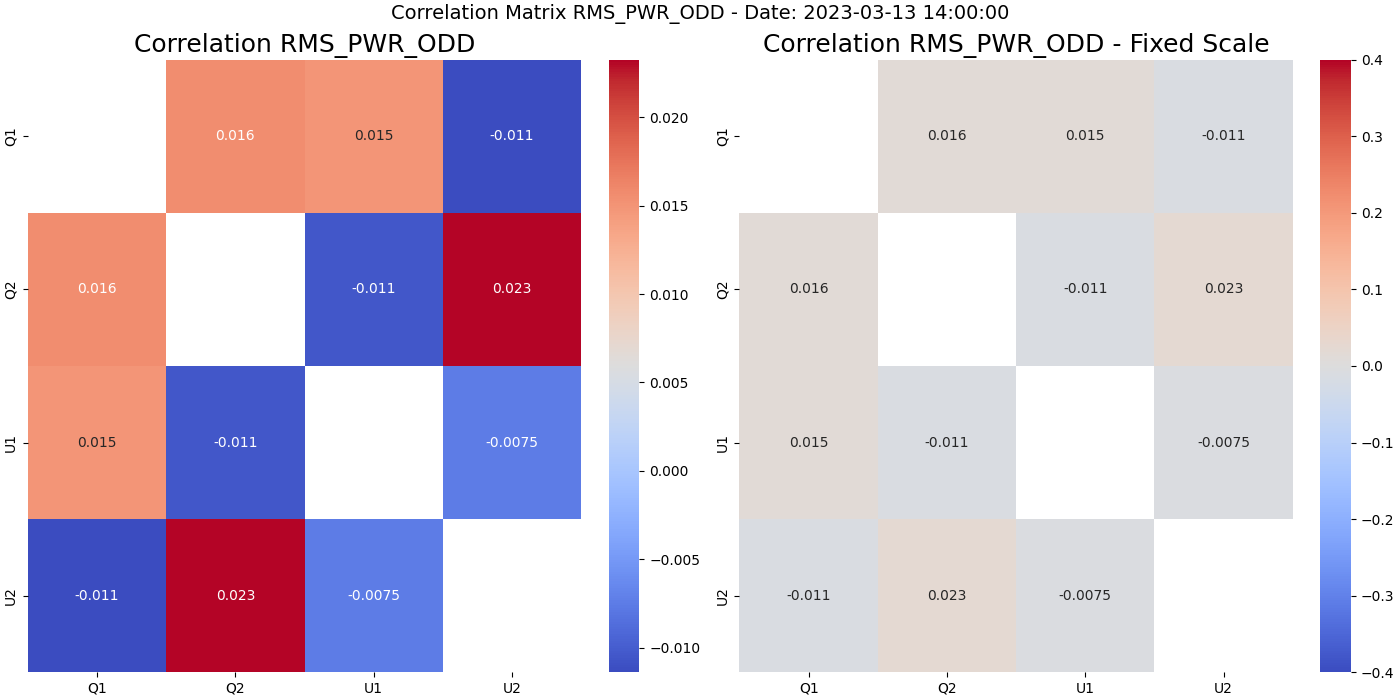 Correlation Matrix RMS_PWR_ODD - Date: 2023-03-13 14:00:00
Correlation RMS_PWR_ODD
Q1
0.016
0.015
-0.011
Q2
0.016
-0.011
0.023
U1
0.015
-0.011
-0.0075
U2
-0.011
0.023
-0.0075
Q1
Q2
U1
U2
0.020
0.015
0.010
0.005
0.000
−0.005
−0.010
Correlation RMS_PWR_ODD - Fixed Scale
Q1
0.016
0.015
-0.011
Q2
0.016
-0.011
0.023
U1
0.015
-0.011
-0.0075
U2
-0.011
0.023
-0.0075
Q1
Q2
U1
U2
0.4
0.3
0.2
0.1
0.0
−0.1
−0.2
−0.3
−0.4